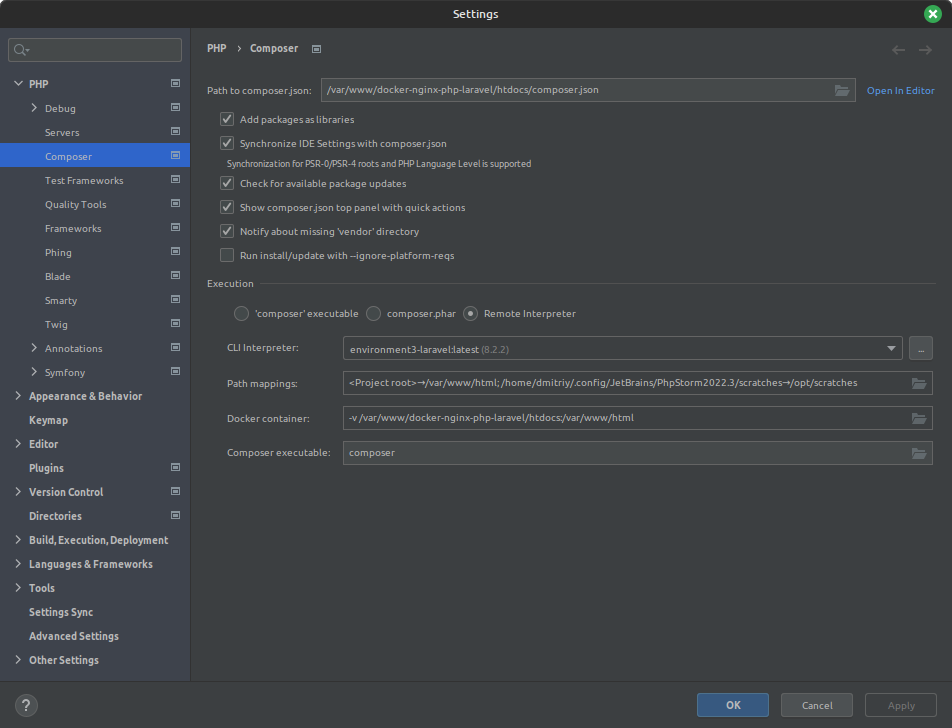 Settings
PHP › Composer
PHP
Debug
Servers
Composer
Test Frameworks
Quality Tools
Frameworks
Phing
Blade
Smarty
Twig
Annotations
Symfony
Appearance & Behavior
Keymap
Editor
Plugins
Version Control
Directories
Build, Execution, Deployment
Languages & Frameworks
Tools
Settings Sync
Advanced Settings
Other Settings
Path to composer.json: /var/www/docker-nginx-php-laravel/htdocs/composer.json Open In Editor
Add packages as libraries
Synchronize IDE Settings with composer.json
Synchronization for PSR-0/PSR-4 roots and PHP Language Level is supported
Check for available package updates
Show composer.json top panel with quick actions
Notify about missing 'vendor' directory
Run install/update with --ignore-platform-reqs
Execution
'composer' executable composer.phar Remote Interpreter
CLI Interpreter: environment3-laravel:latest (8.2.2) ...
Path mappings: <Project root>→/var/www/html; /home/dmitriy/.config/JetBrains/PhpStorm2022.3/scratches→/opt/scratches
Docker container: -v /var/www/docker-nginx-php-laravel/htdocs:/var/www/html
Composer executable: composer
? OK Cancel Apply